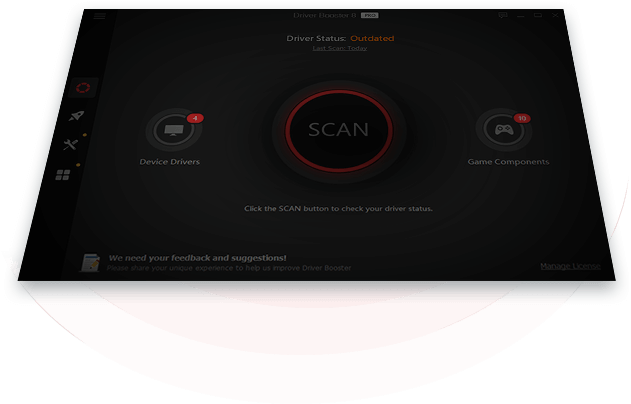 Driver Booster 8 PRO
Driver Status: Outdated
Last Scan: Today
4
10
SCAN
Device Drivers
Game Components
Click the SCAN button to check your driver status.
We need your feedback and suggestions!
Please share your unique experience to help us improve Driver Booster
Manage License